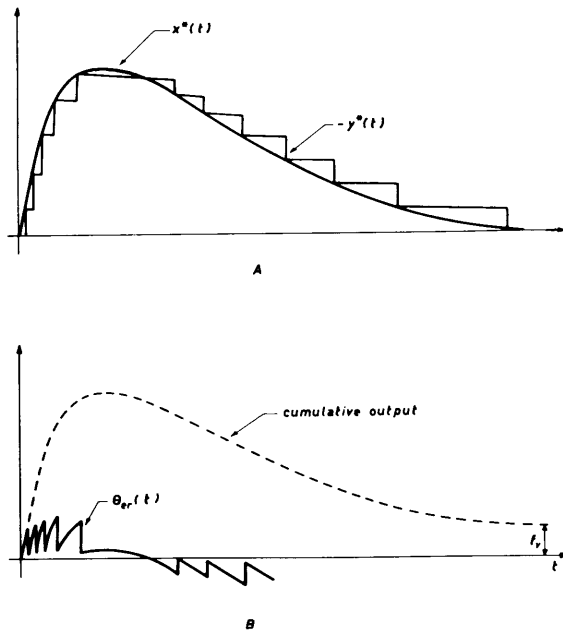 x*(t)
-y*(t)
A
cumulative output
θer(t)
fv
t
B